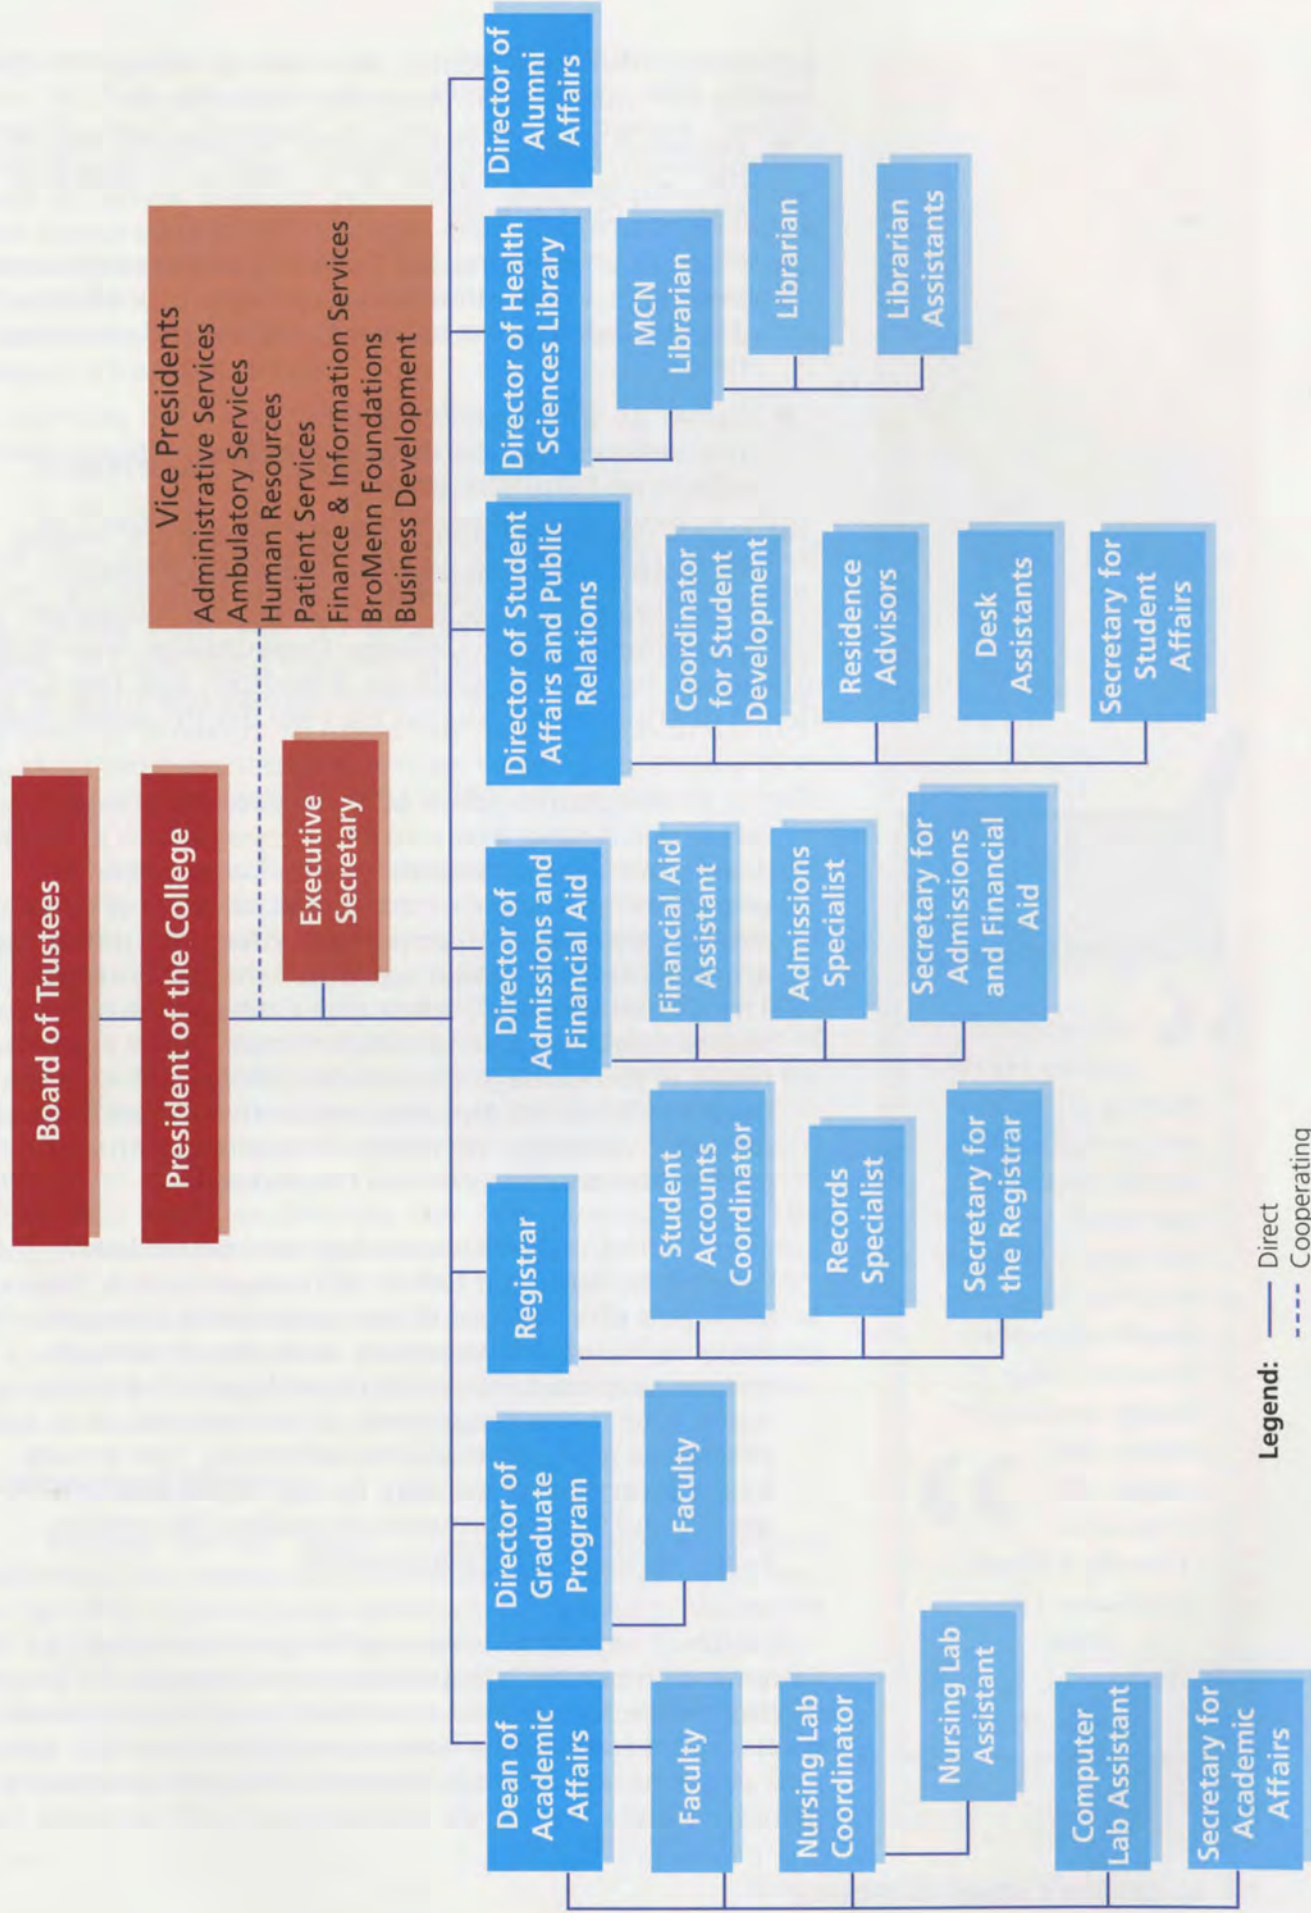 Board of Trustees
President of the College
Executive
Secretary
Vice Presidents
Administrative Services
Ambulatory Services
Human Resources
Patient Services
Finance & Information Services
BroMenn Foundations
Business Development
Dean of
Academic
Affairs
Faculty
Nursing Lab
Coordinator
Nursing Lab
Assistant
Computer
Lab Assistant
Secretary for
Academic
Affairs
Director of
Graduate
Program
Faculty
Registrar
Student
Accounts
Coordinator
Records
Specialist
Secretary for
the Registrar
Director of
Admissions and
Financial Aid
Financial Aid
Assistant
Admissions
Specialist
Secretary for
Admissions
and Financial
Aid
Director of Student
Affairs and Public
Relations
Coordinator
for Student
Development
Residence
Advisors
Desk
Assistants
Secretary for
Student
Affairs
Director of Health
Sciences Library
MCN
Librarian
Librarian
Librarian
Assistants
Director of
Alumni
Affairs
Legend:
Direct
Cooperating